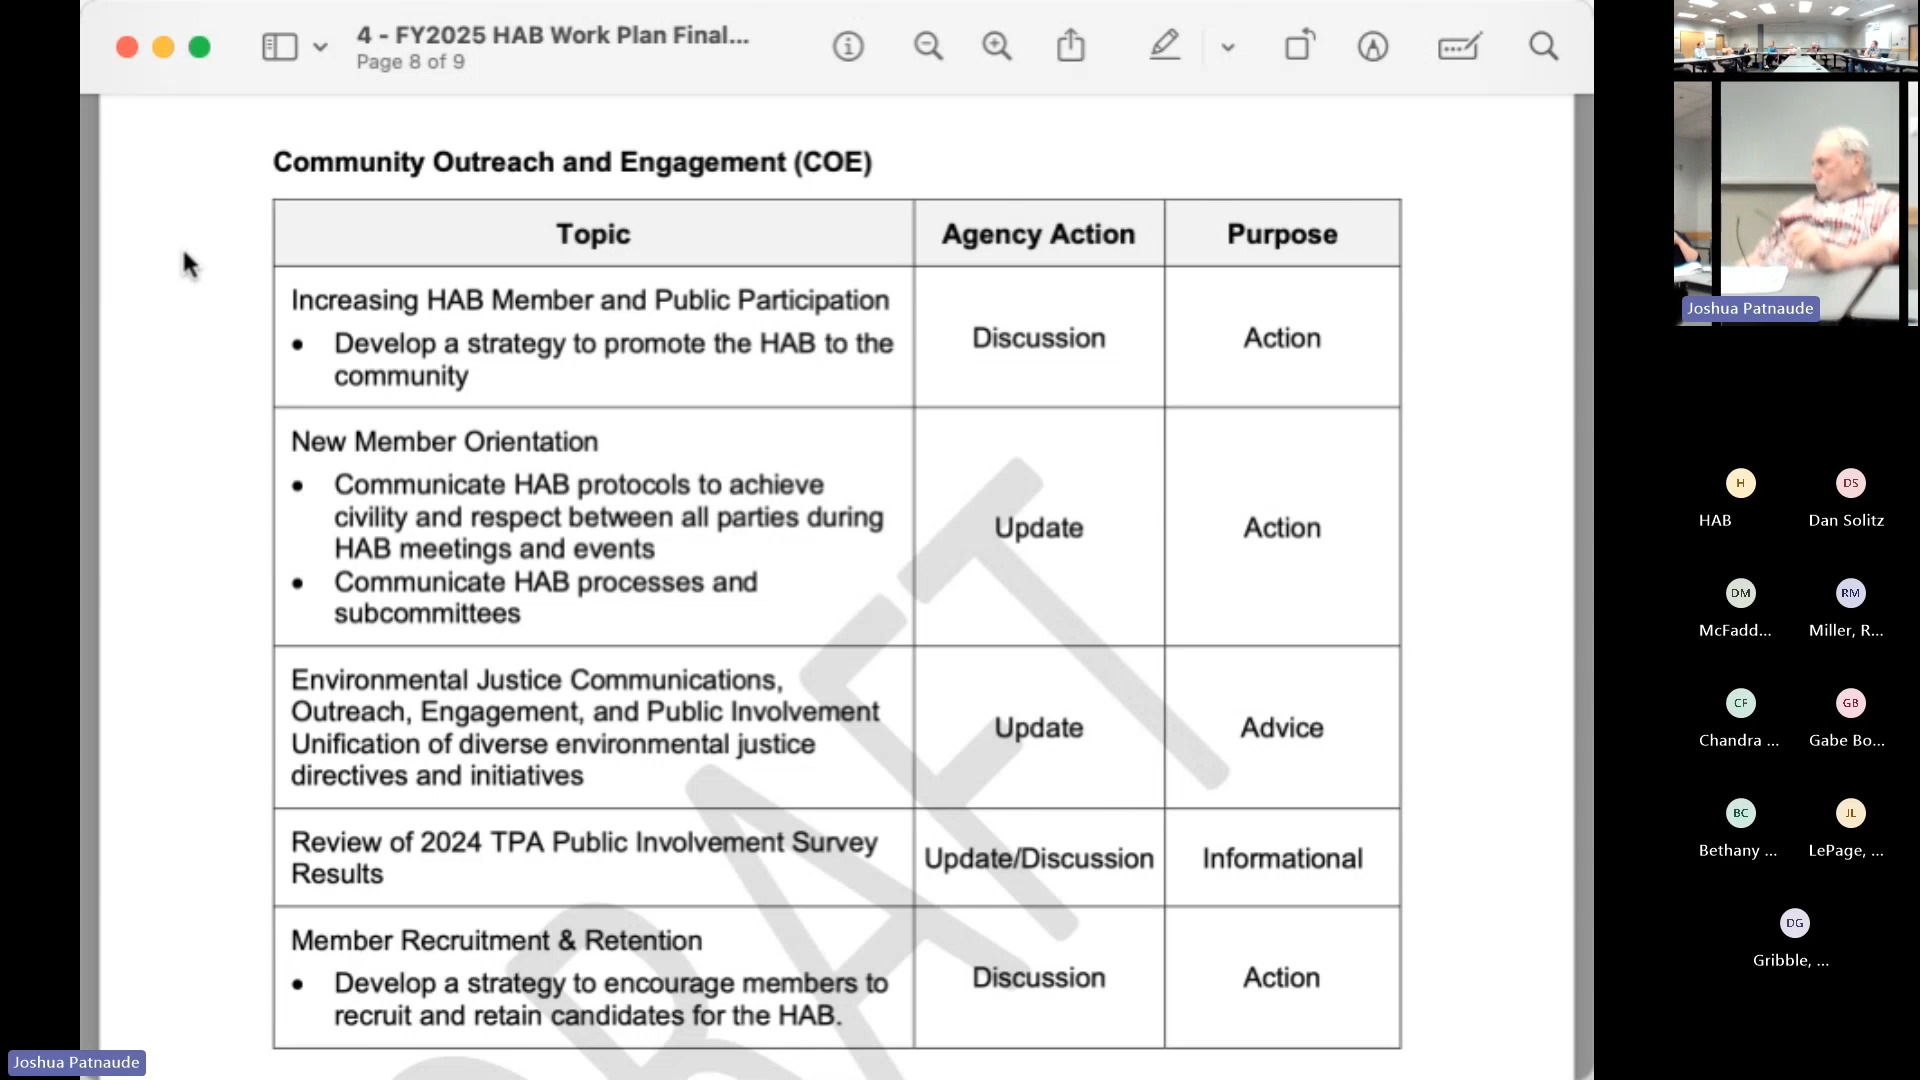 4 - FY2025 HAB Work Plan Final...
Page 8 of 9
Community Outreach and Engagement (COE)
Topic
Agency Action
Purpose
Increasing HAB Member and Public Participation
• Develop a strategy to promote the HAB to the
community
Discussion
Action
New Member Orientation
• Communicate HAB protocols to achieve
civility and respect between all parties during
HAB meetings and events
• Communicate HAB processes and
subcommittees
Update
Action
Environmental Justice Communications,
Outreach, Engagement, and Public Involvement
Unification of diverse environmental justice
directives and initiatives
Update
Advice
Review of 2024 TPA Public Involvement Survey
Results
Update/Discussion
Informational
Member Recruitment & Retention
• Develop a strategy to encourage members to
recruit and retain candidates for the HAB.
Discussion
Action
DRAFT
Joshua Patnaude
Joshua Patnaude
H
HAB
DS
Dan Solitz
DM
McFadd...
RM
Miller, R...
CF
Chandra ...
GB
Gabe Bo...
BC
Bethany ...
JL
LePage, ...
DG
Gribble, ...